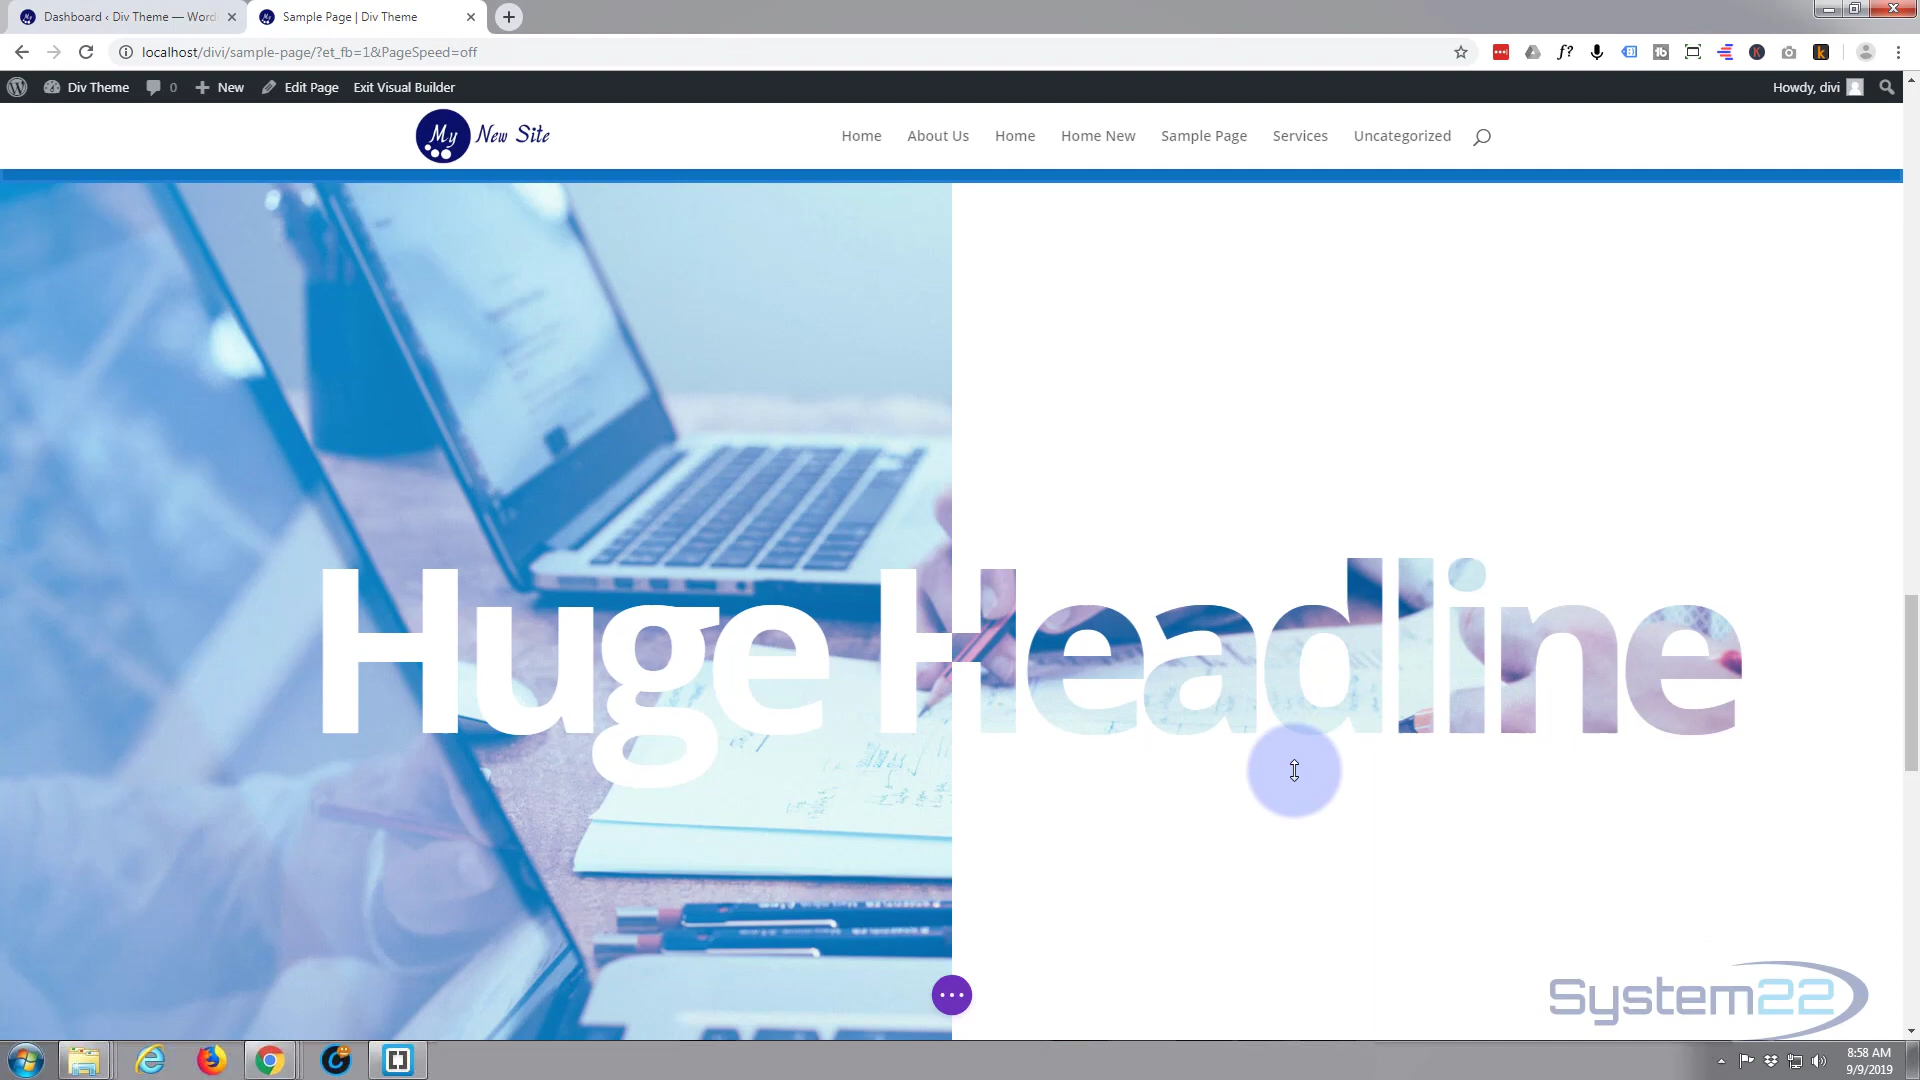 Dashboard ‹ Div Theme — Word
Sample Page | Div Theme
localhost/divi/sample-page/?et_fb=1&PageSpeed=off
f?
K
k
Div Theme
0
New
Edit Page
Exit Visual Builder
Howdy, divi
My New Site
Home
About Us
Home
Home New
Sample Page
Services
Uncategorized
Huge Headline
System22
8:58 AM
9/9/2019